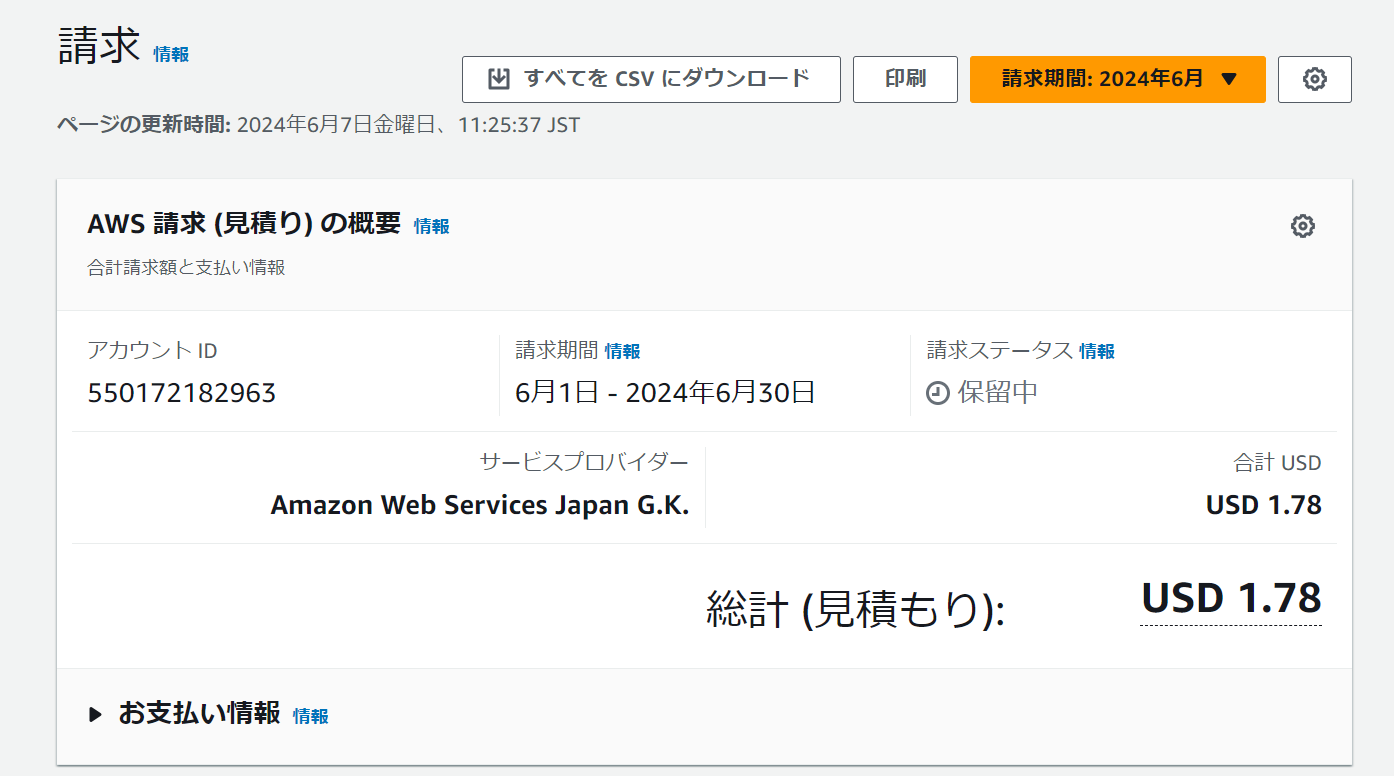 請求 情報
すべてを CSV にダウンロード 印刷 請求期間: 2024年6月 ▼
ページの更新時間: 2024年6月7日金曜日、11:25:37 JST
AWS 請求 (見積り) の概要 情報
合計請求額と支払い情報
アカウント ID 請求期間 情報 請求ステータス 情報
550172182963 6月1日 - 2024年6月30日 保留中
サービスプロバイダー 合計 USD
Amazon Web Services Japan G.K. USD 1.78
総計 (見積もり): USD 1.78
お支払い情報 情報